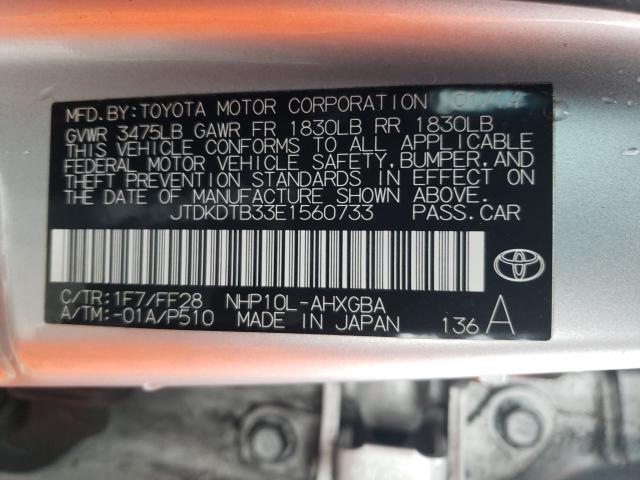 MFD. BY: TOYOTA MOTOR CORPORATION 01/14
GVWR 3475LB GAWR FR 1830LB RR 1830LB
THIS VEHICLE CONFORMS TO ALL APPLICABLE
FEDERAL MOTOR VEHICLE SAFETY, BUMPER, AND
THEFT PREVENTION STANDARDS IN EFFECT ON
THE DATE OF MANUFACTURE SHOWN ABOVE.
JTDKDTB33E1560733 PASS. CAR
C/TR: 1F7/FF28 NHP10L-AHXGBA
A/TM: -01A/P510 MADE IN JAPAN 136 A